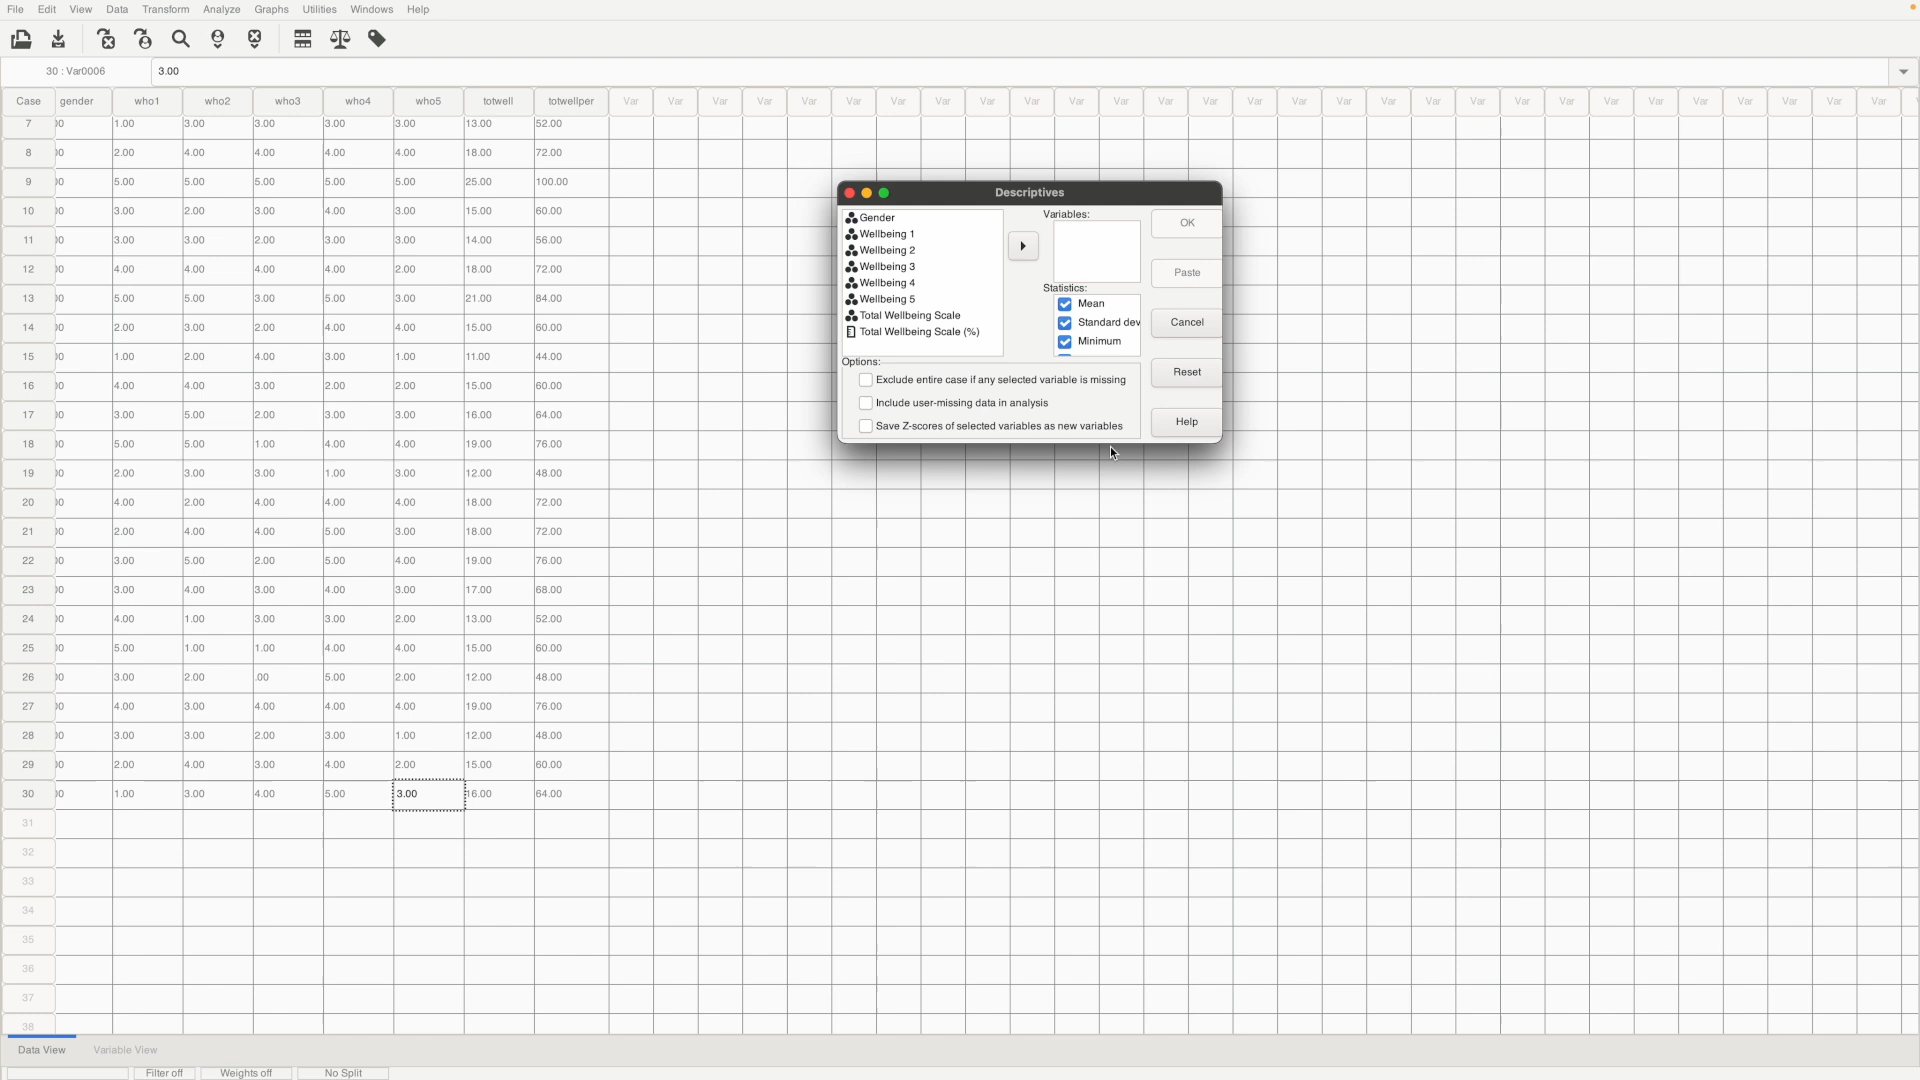 File Edit View Data Transform Analyze Graphs Utilities Windows Help
30 : Var0006 3.00
Case gender who1 who2 who3 who4 who5 totwell totwellper Var Var Var Var Var Var Var Var Var Var Var Var Var Var Var Var Var Var Var Var Var Var Var Var Var Var Var Var Var
7 00 1.00 3.00 3.00 3.00 3.00 13.00 52.00
8 00 2.00 4.00 4.00 4.00 4.00 18.00 72.00
9 00 5.00 5.00 5.00 5.00 5.00 25.00 100.00
10 00 3.00 2.00 3.00 4.00 3.00 15.00 60.00
11 00 3.00 3.00 2.00 3.00 3.00 14.00 56.00
12 00 4.00 4.00 4.00 4.00 2.00 18.00 72.00
13 00 5.00 5.00 3.00 5.00 3.00 21.00 84.00
14 00 2.00 3.00 2.00 4.00 4.00 15.00 60.00
15 00 1.00 2.00 4.00 3.00 1.00 11.00 44.00
16 00 4.00 4.00 3.00 2.00 2.00 15.00 60.00
17 00 3.00 5.00 2.00 3.00 3.00 16.00 64.00
18 00 5.00 5.00 1.00 4.00 4.00 19.00 76.00
19 00 2.00 3.00 3.00 1.00 3.00 12.00 48.00
20 00 4.00 2.00 4.00 4.00 4.00 18.00 72.00
21 00 2.00 4.00 4.00 5.00 3.00 18.00 72.00
22 00 3.00 5.00 2.00 5.00 4.00 19.00 76.00
23 00 3.00 4.00 3.00 3.00 4.00 17.00 68.00
24 00 4.00 1.00 3.00 3.00 2.00 13.00 52.00
25 00 5.00 1.00 1.00 4.00 4.00 15.00 60.00
26 00 3.00 2.00 .00 5.00 2.00 12.00 48.00
27 00 4.00 3.00 4.00 4.00 4.00 19.00 76.00
28 00 3.00 3.00 2.00 3.00 1.00 12.00 48.00
29 00 2.00 4.00 3.00 4.00 2.00 15.00 60.00
30 00 1.00 3.00 4.00 5.00 3.00 16.00 64.00
31
32
33
34
35
36
37
38
Descriptives
Gender
Wellbeing 1
Wellbeing 2
Wellbeing 3
Wellbeing 4
Wellbeing 5
Total Wellbeing Scale
Total Wellbeing Scale (%)
Variables:
Statistics:
Mean
Standard dev
Minimum
OK
Paste
Cancel
Reset
Help
Options:
Exclude entire case if any selected variable is missing
Include user-missing data in analysis
Save Z-scores of selected variables as new variables
Data View Variable View
Filter off Weights off No Split